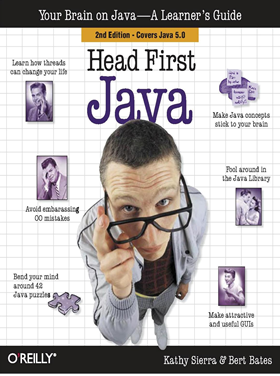 Your Brain on Java—A Learner's Guide
2nd Edition - Covers Java 5.0
Head First
Java
Learn how threads
can change your life
Make Java concepts
stick to your brain
Fool around in
the Java Library
Avoid embarassing
OO mistakes
Bend your mind
around 42
Java puzzles
Make attractive
and useful GUIs
O'REILLY®
Kathy Sierra & Bert Bates